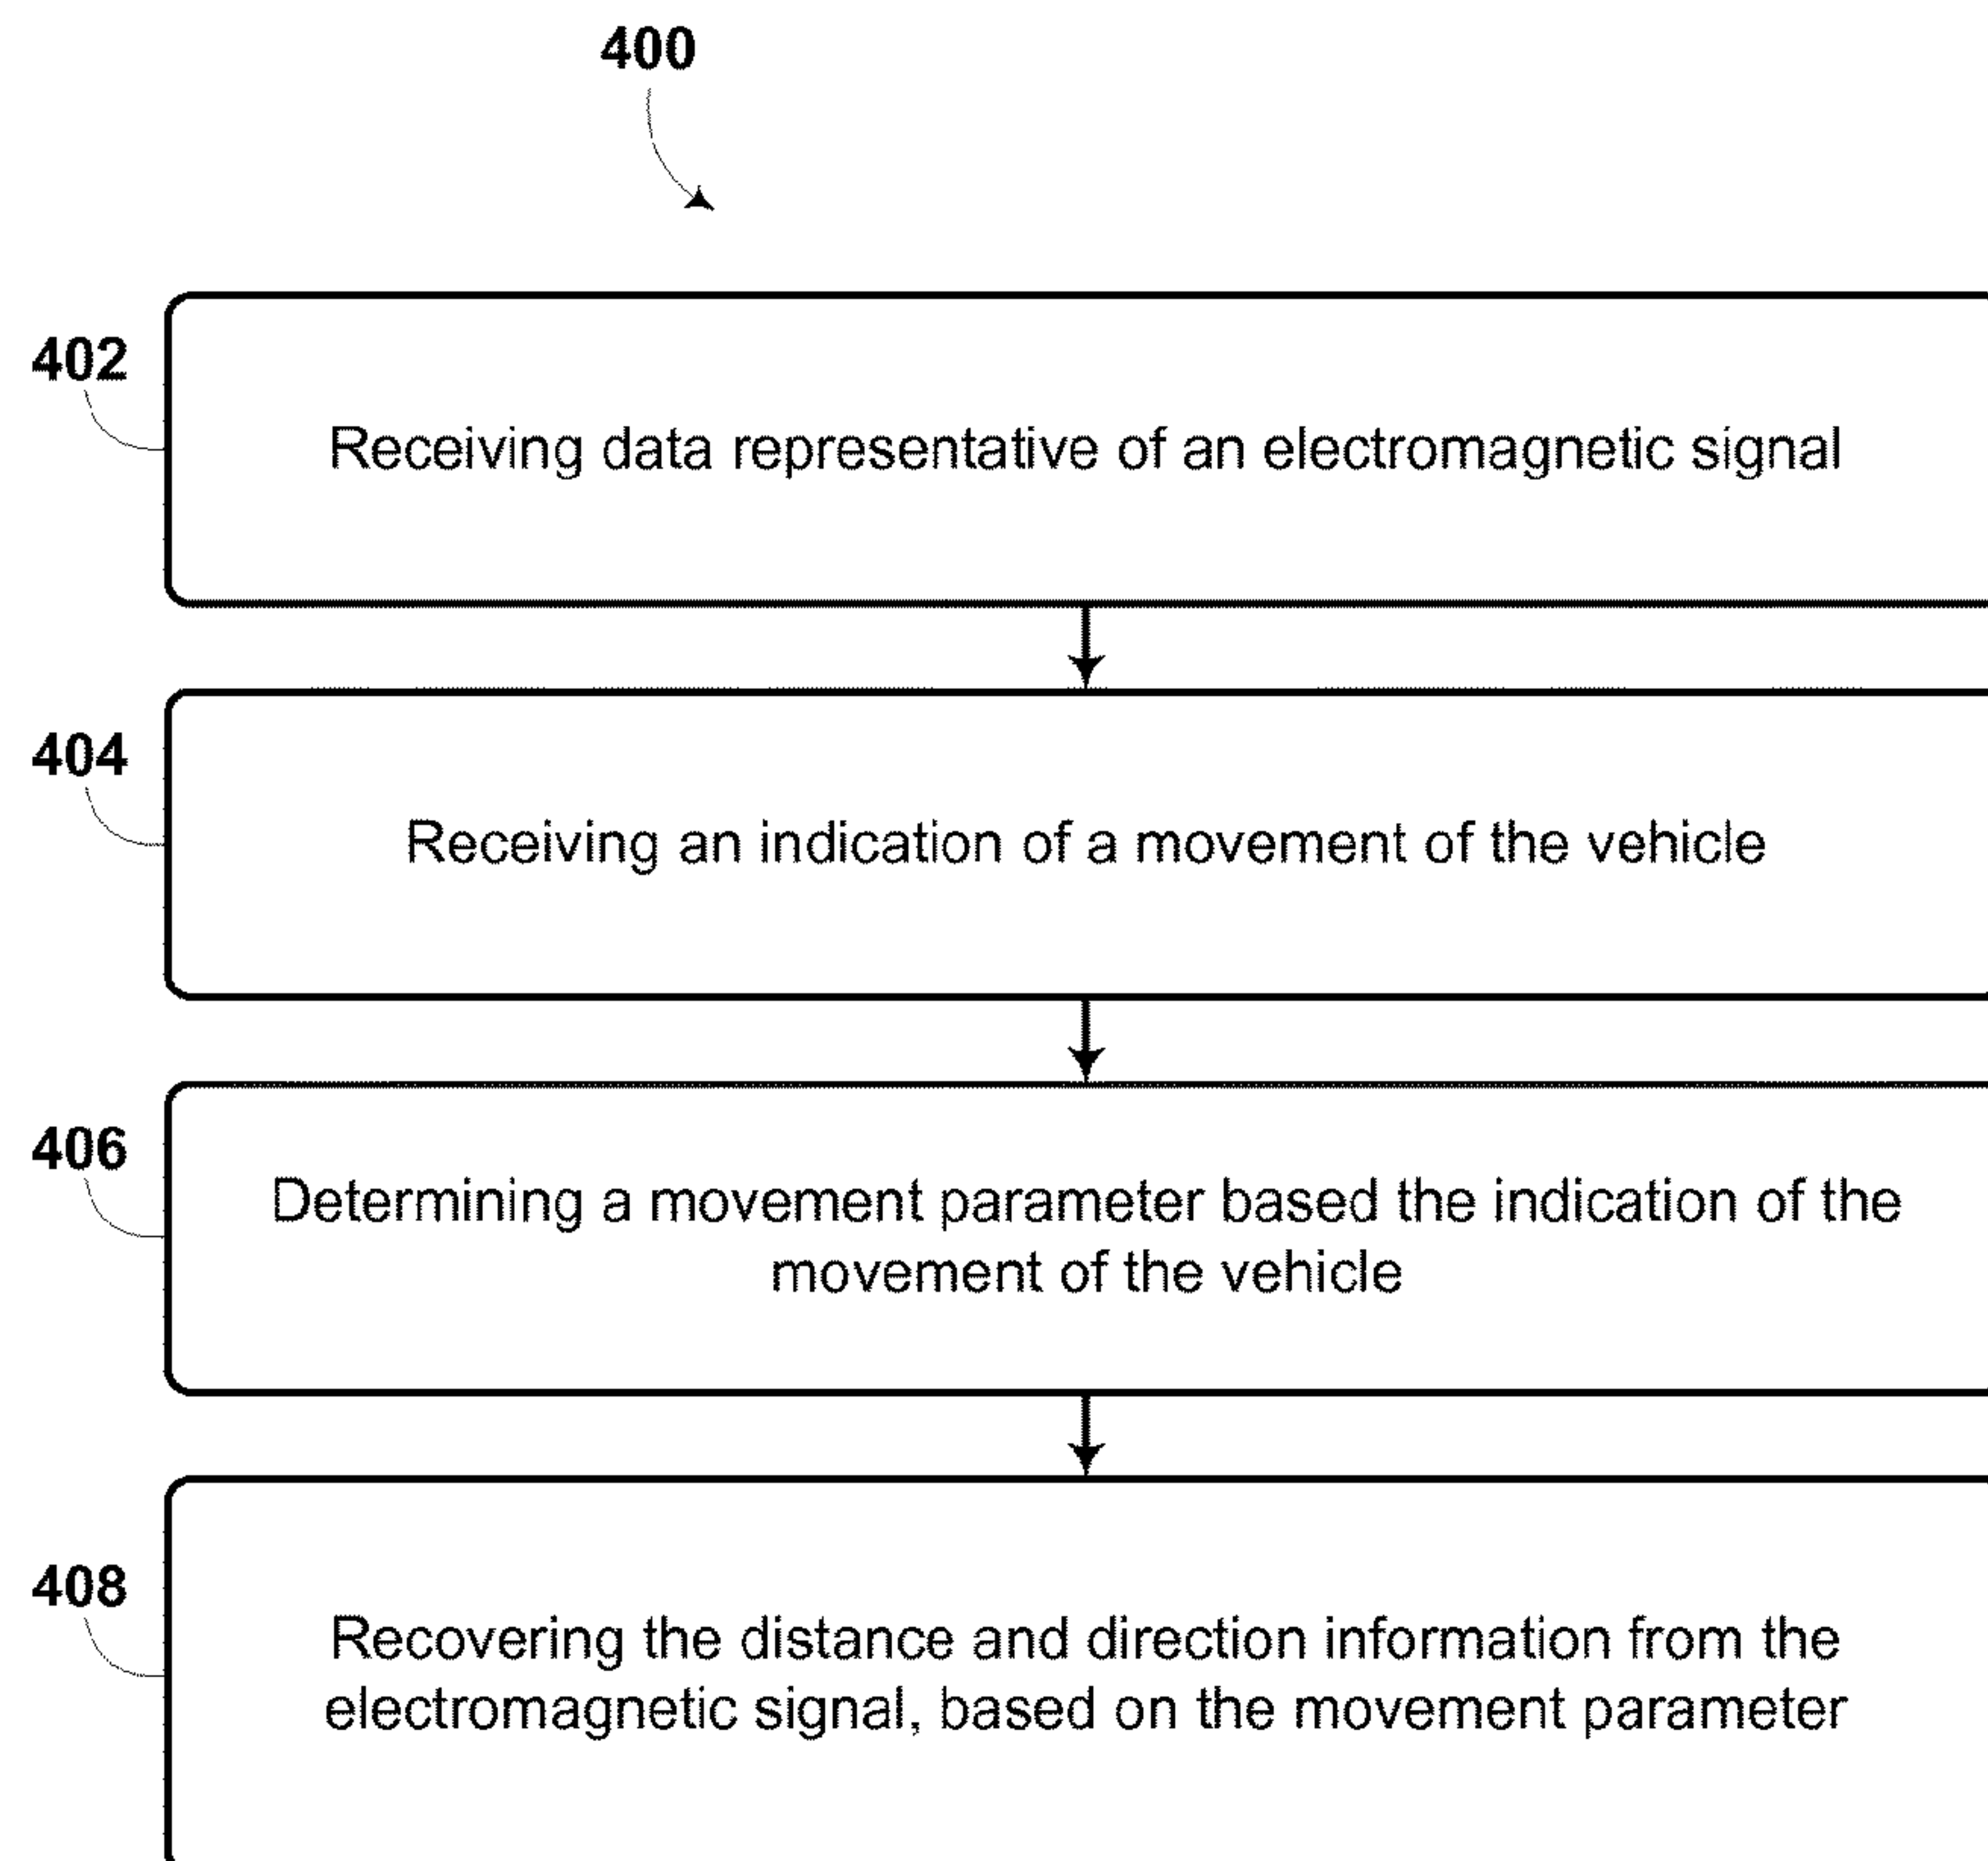 400
402
Receiving data representative of an electromagnetic signal
404
Receiving an indication of a movement of the vehicle
406
Determining a movement parameter based the indication of the
movement of the vehicle
408
Recovering the distance and direction information from the
electromagnetic signal, based on the movement parameter